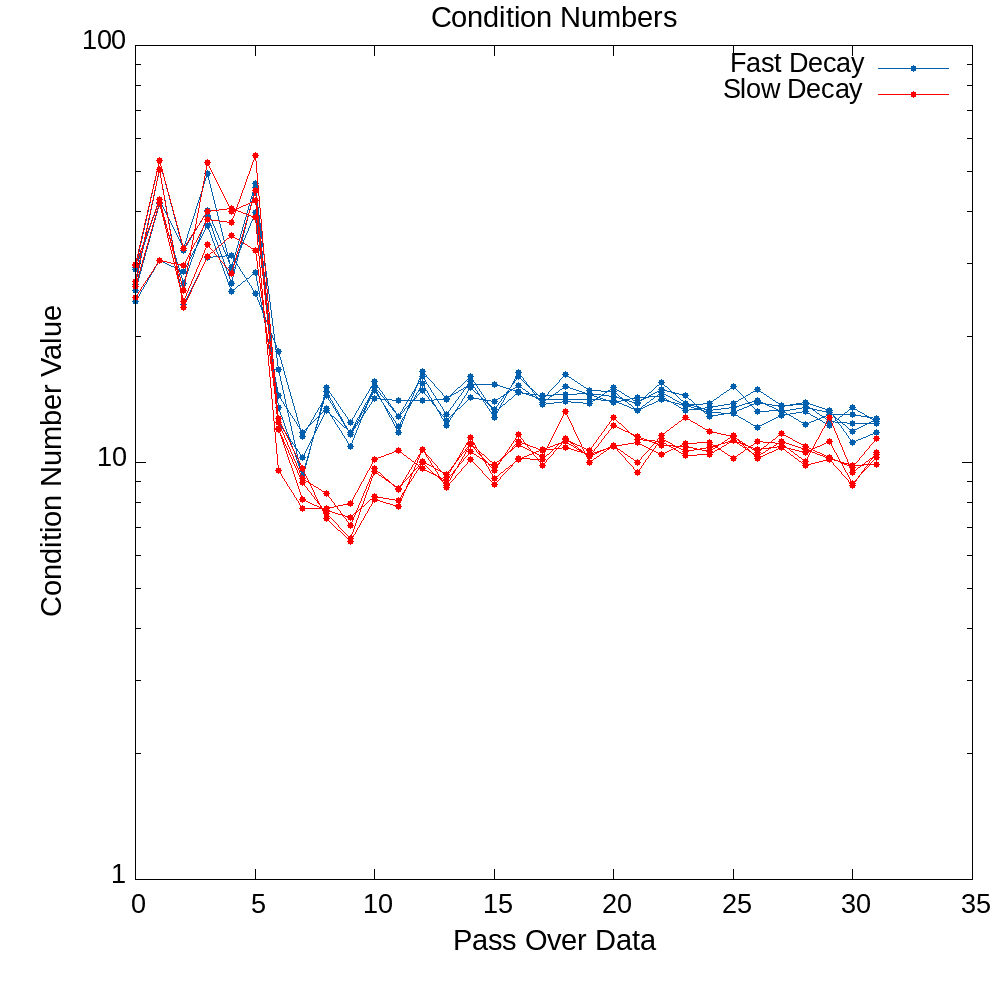 Condition Numbers
100
Fast Decay
Slow Decay
Condition Number Value
10
1
0 5 10 15 20 25 30 35
Pass Over Data